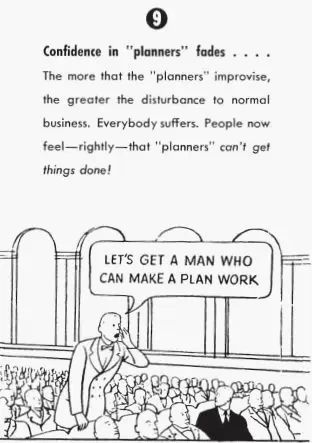 9
Confidence in "planners" fades . . . .
The more that the "planners" improvise,
the greater the disturbance to normal
business. Everybody suffers. People now
feel—rightly—that "planners" can't get
things done!
LET'S GET A MAN WHO
CAN MAKE A PLAN WORK